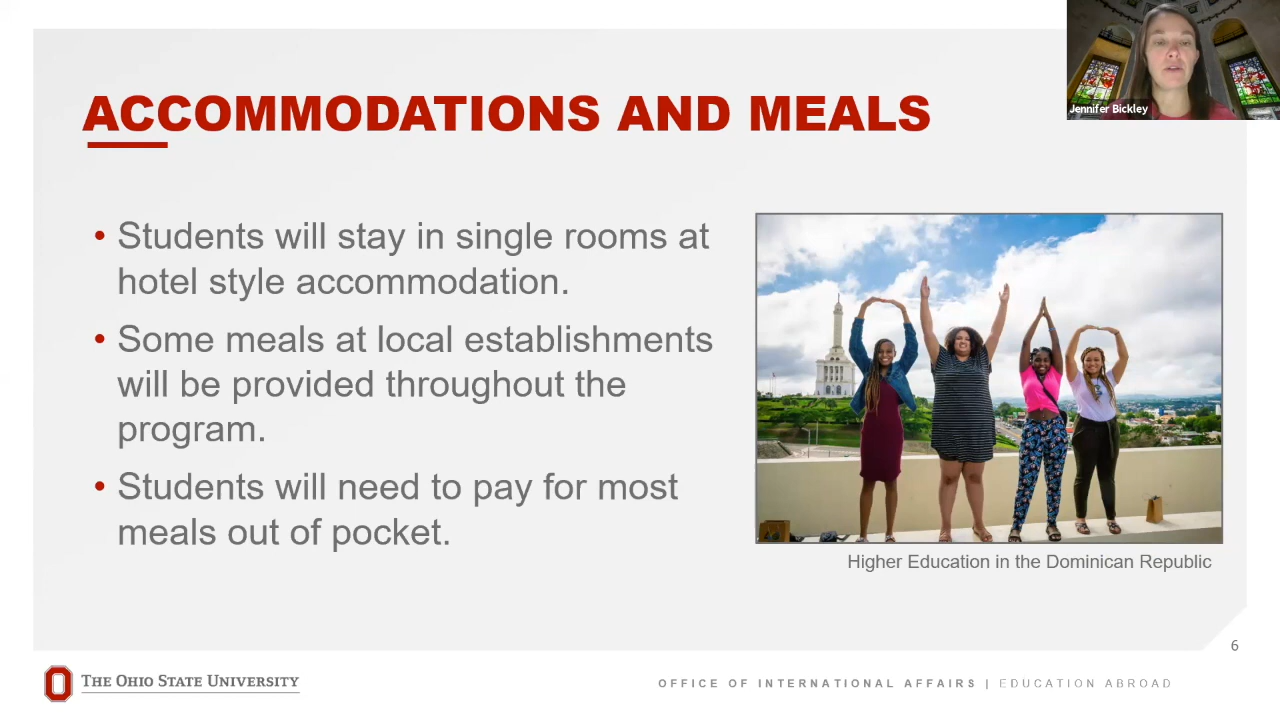 Jennifer Bickley
ACCOMMODATIONS AND MEALS
• Students will stay in single rooms at
hotel style accommodation.
• Some meals at local establishments
will be provided throughout the
program.
• Students will need to pay for most
meals out of pocket.
Higher Education in the Dominican Republic
6
THE OHIO STATE UNIVERSITY
OFFICE OF INTERNATIONAL AFFAIRS | EDUCATION ABROAD